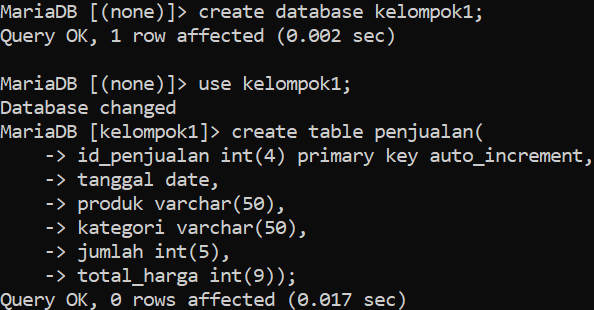 MariaDB [(none)]> create database kelompok1;
Query OK, 1 row affected (0.002 sec)

MariaDB [(none)]> use kelompok1;
Database changed
MariaDB [kelompok1]> create table penjualan(
    -> id_penjualan int(4) primary key auto_increment,
    -> tanggal date,
    -> produk varchar(50),
    -> kategori varchar(50),
    -> jumlah int(5),
    -> total_harga int(9));
Query OK, 0 rows affected (0.017 sec)